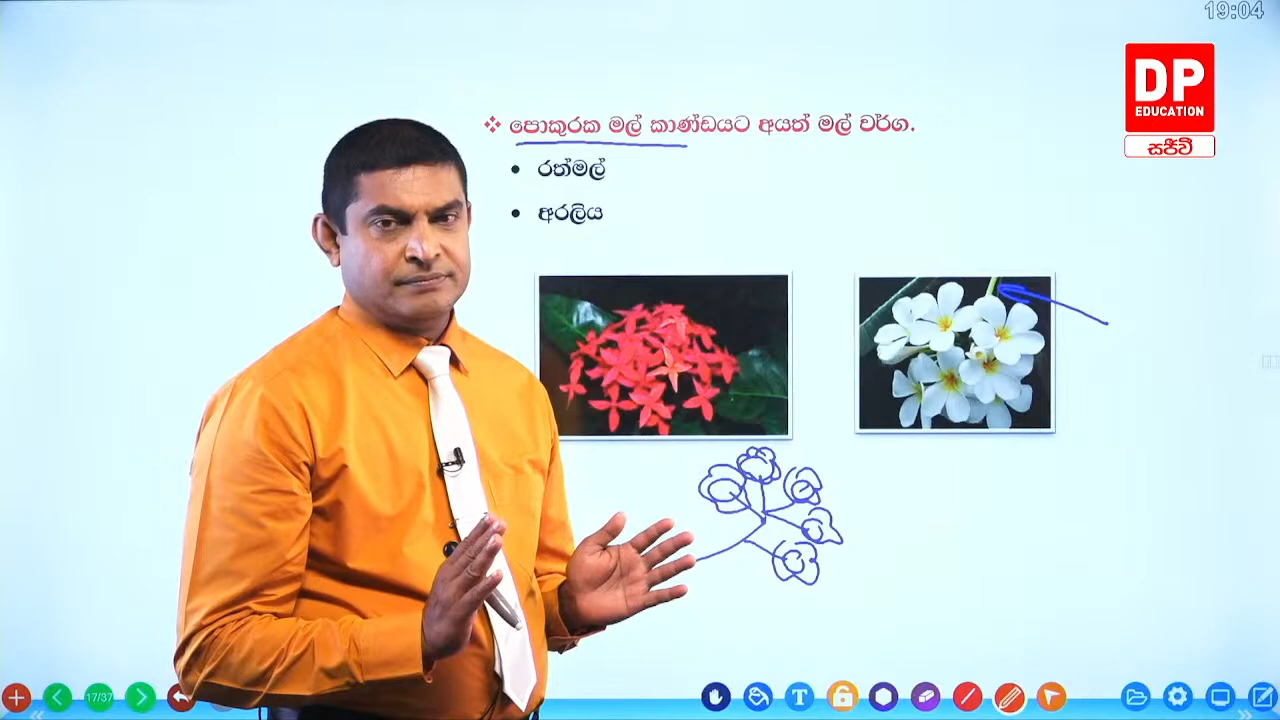 19:04
DP
EDUCATION
සජීවී
❖ පොකුරක මල් කාණ්ඩයට අයත් මල් වර්ග.
• රත්මල්
• අරලිය
17/37
T